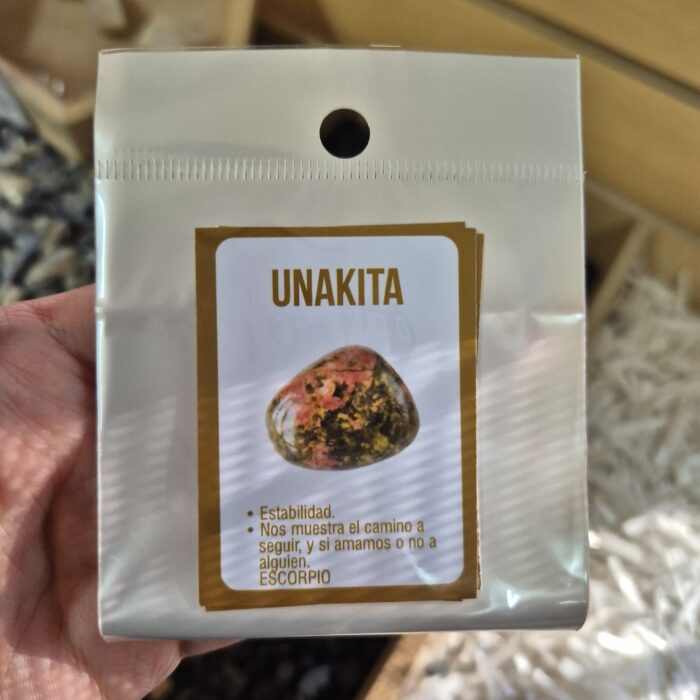 UNAKITA
• Estabilidad.
• Nos muestra el camino a
seguir, y si amamos o no a
alguien.
ESCORPIO